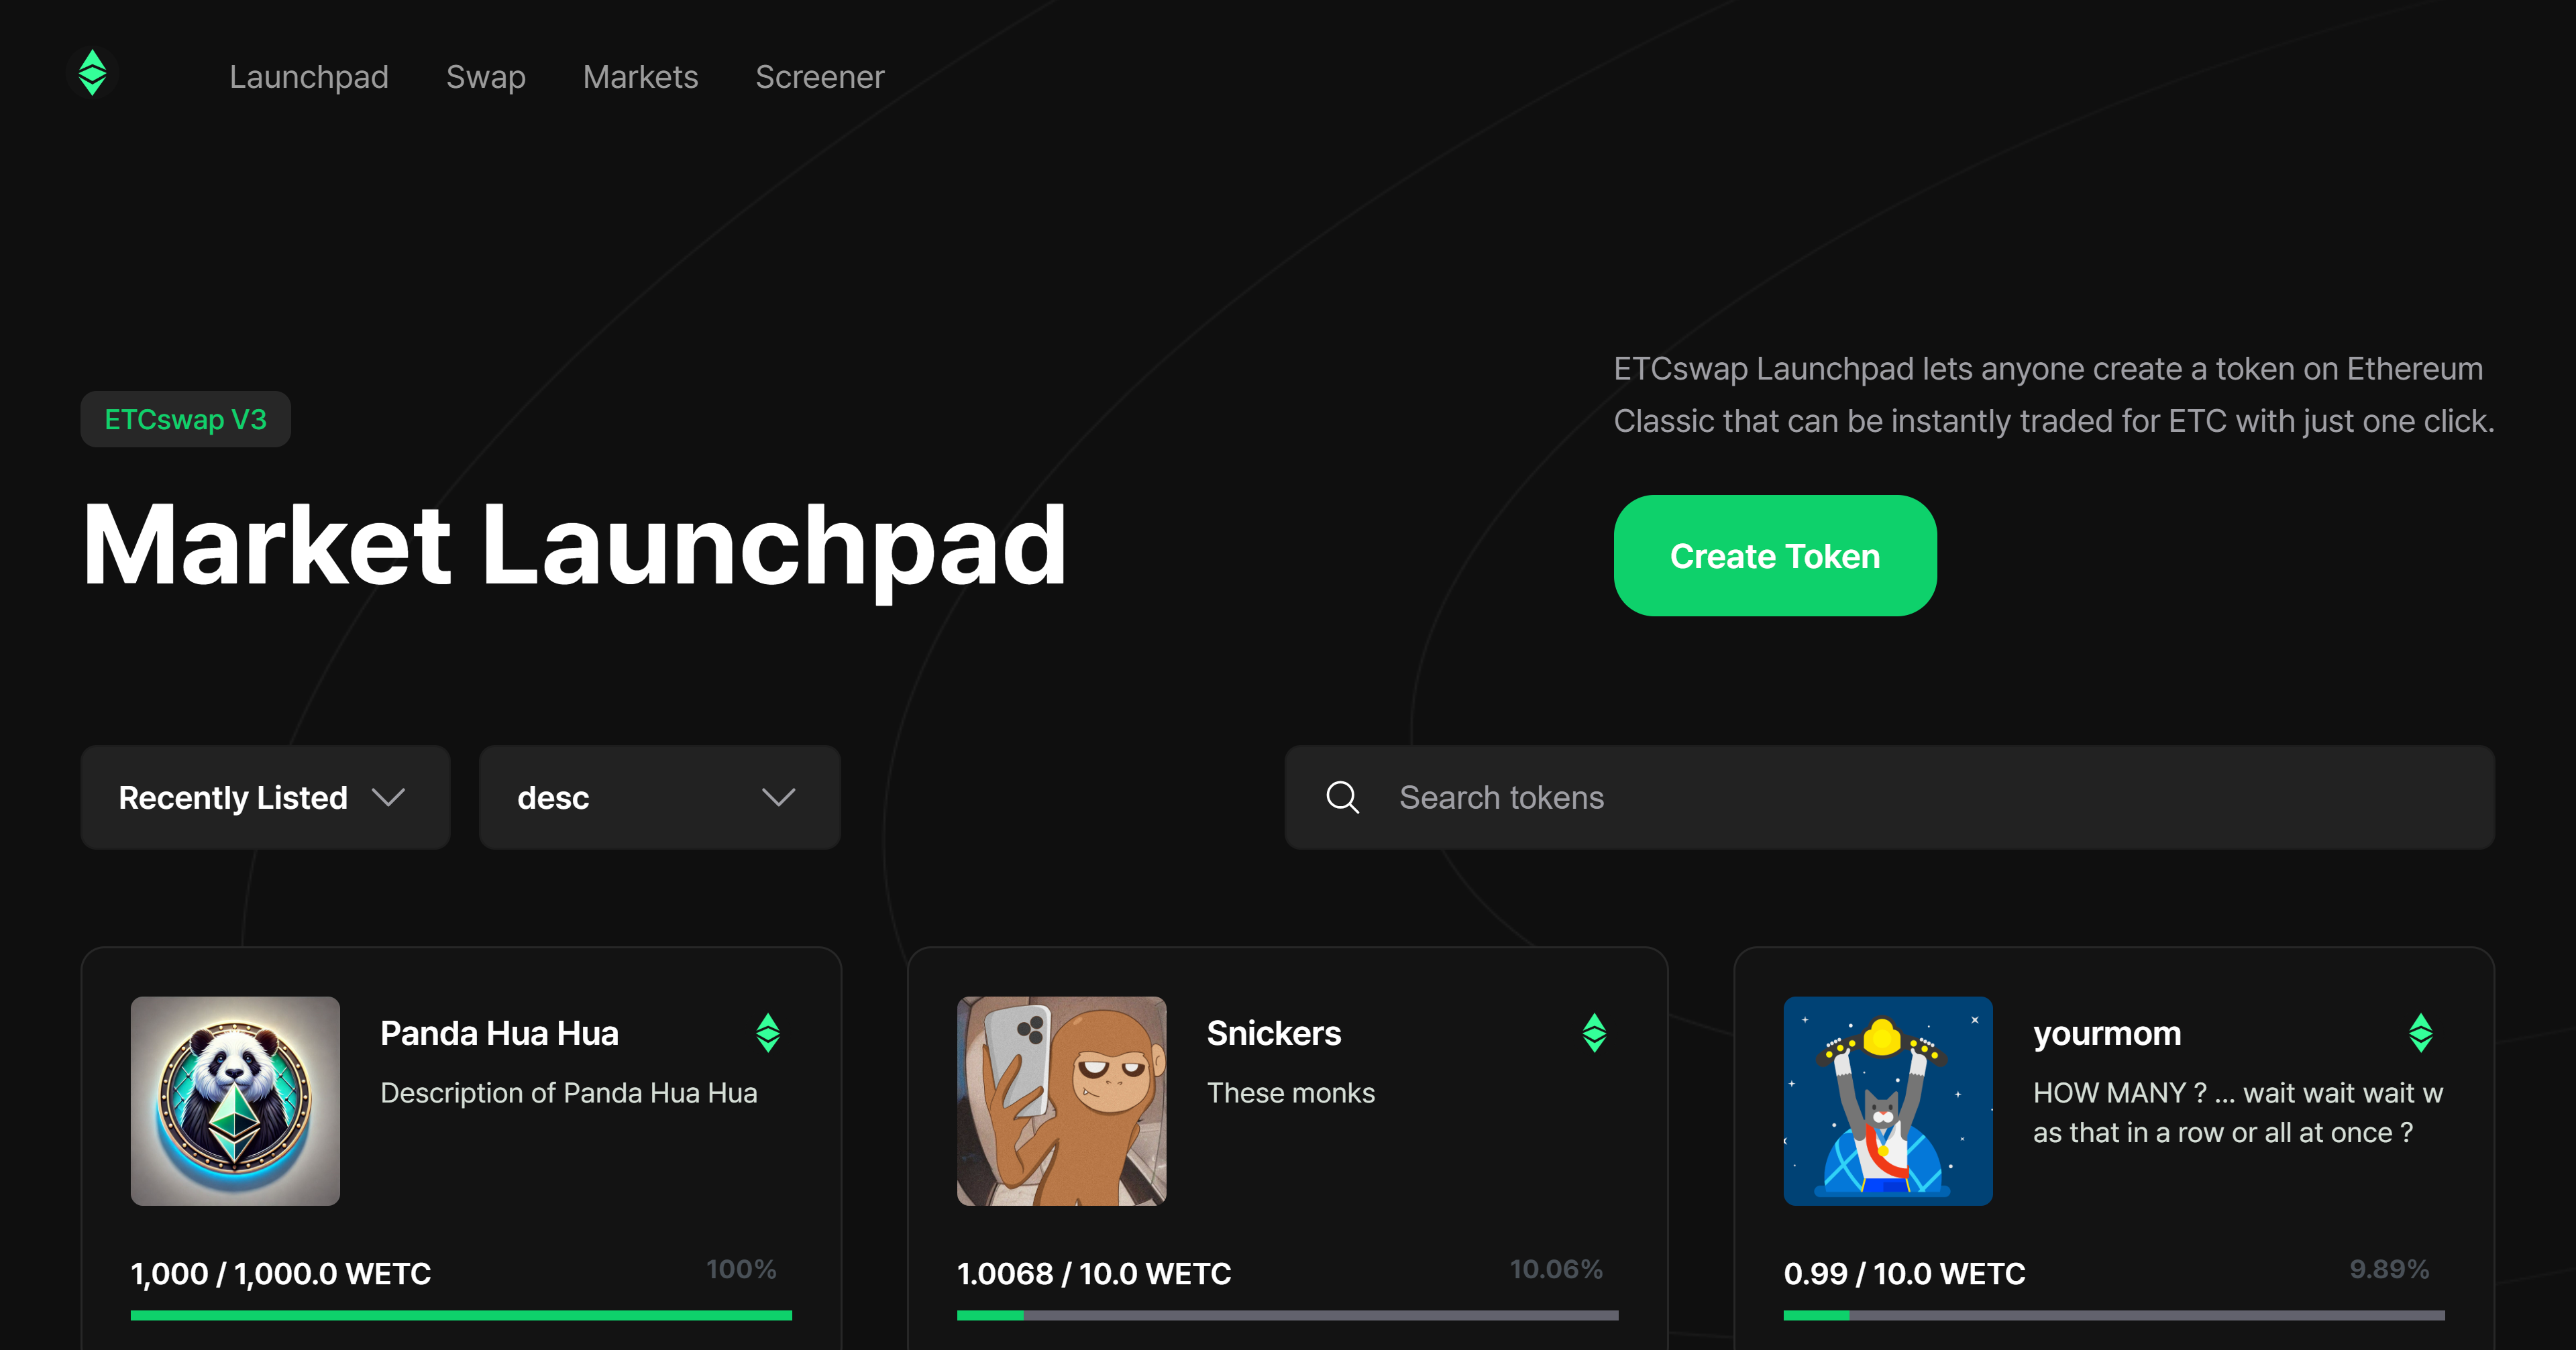 Launchpad Swap Markets Screener
ETCswap Launchpad lets anyone create a token on Ethereum
Classic that can be instantly traded for ETC with just one click.
ETCswap V3
Market Launchpad
Create Token
Recently Listed desc Search tokens
Panda Hua Hua
Description of Panda Hua Hua
1,000 / 1,000.0 WETC 100%
Snickers
These monks
1.0068 / 10.0 WETC 10.06%
yourmom
HOW MANY ? ... wait wait wait w
as that in a row or all at once ?
0.99 / 10.0 WETC 9.89%